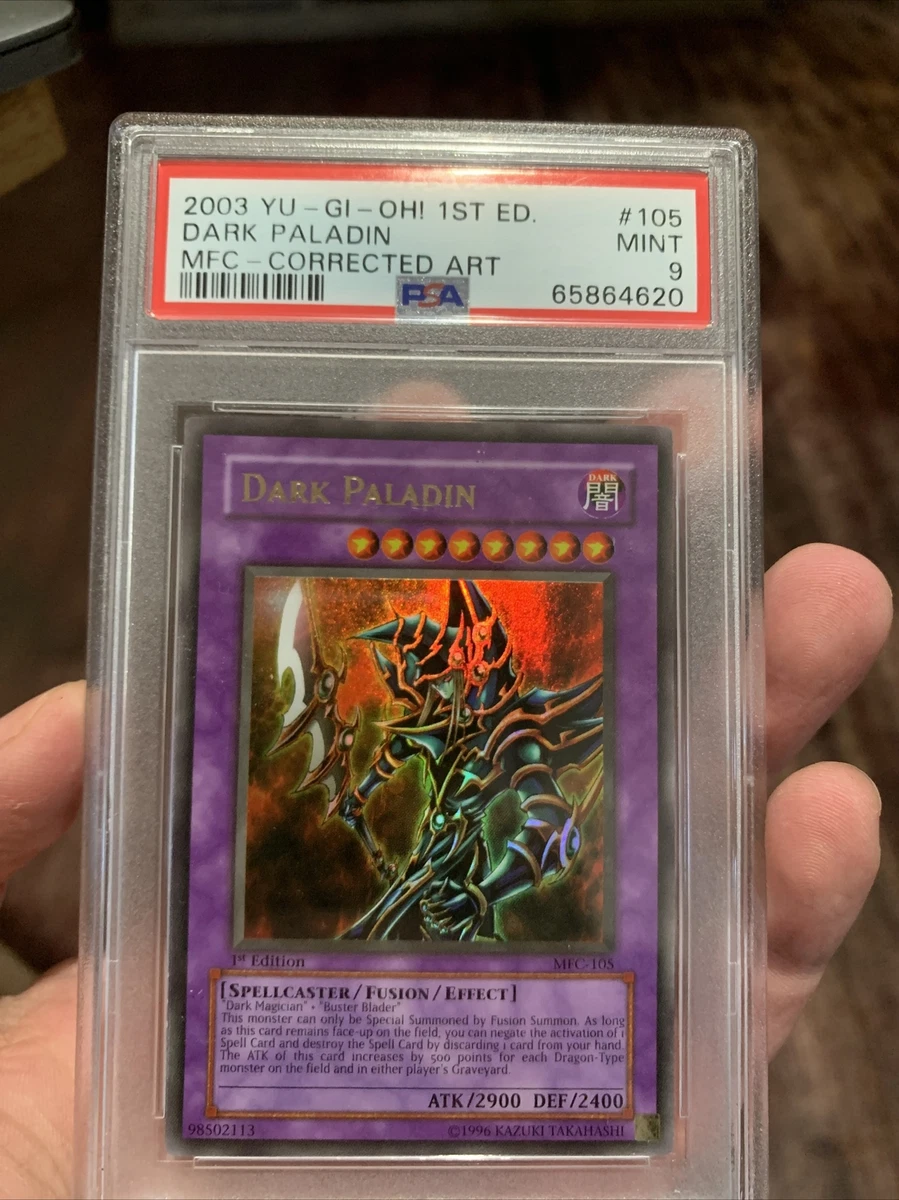 2003 YU-GI-OH! 1ST ED. #105
DARK PALADIN MINT
MFC-CORRECTED ART 9
PSA 65864620
DARK PALADIN
DARK
闇
1st Edition MFC-105
[SPELLCASTER/FUSION/EFFECT]
"Dark Magician" + "Buster Blader"
This monster can only be Special Summoned by Fusion Summon. As long
as this card remains face-up on the field, you can negate the activation of 1
Spell Card and destroy the Spell Card by discarding 1 card from your hand.
The ATK of this card increases by 500 points for each Dragon-Type
monster on the field and in either player's Graveyard.
ATK/2900 DEF/2400
98502113 ©1996 KAZUKI TAKAHASHI